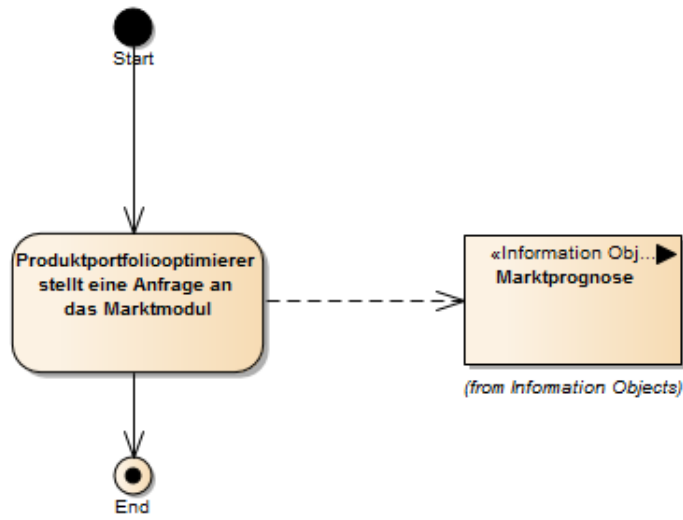 Start
Produktportfoliooptimierer
stellt eine Anfrage an
das Marktmodul
«Information Obj...
Marktprognose
(from Information Objects)
End